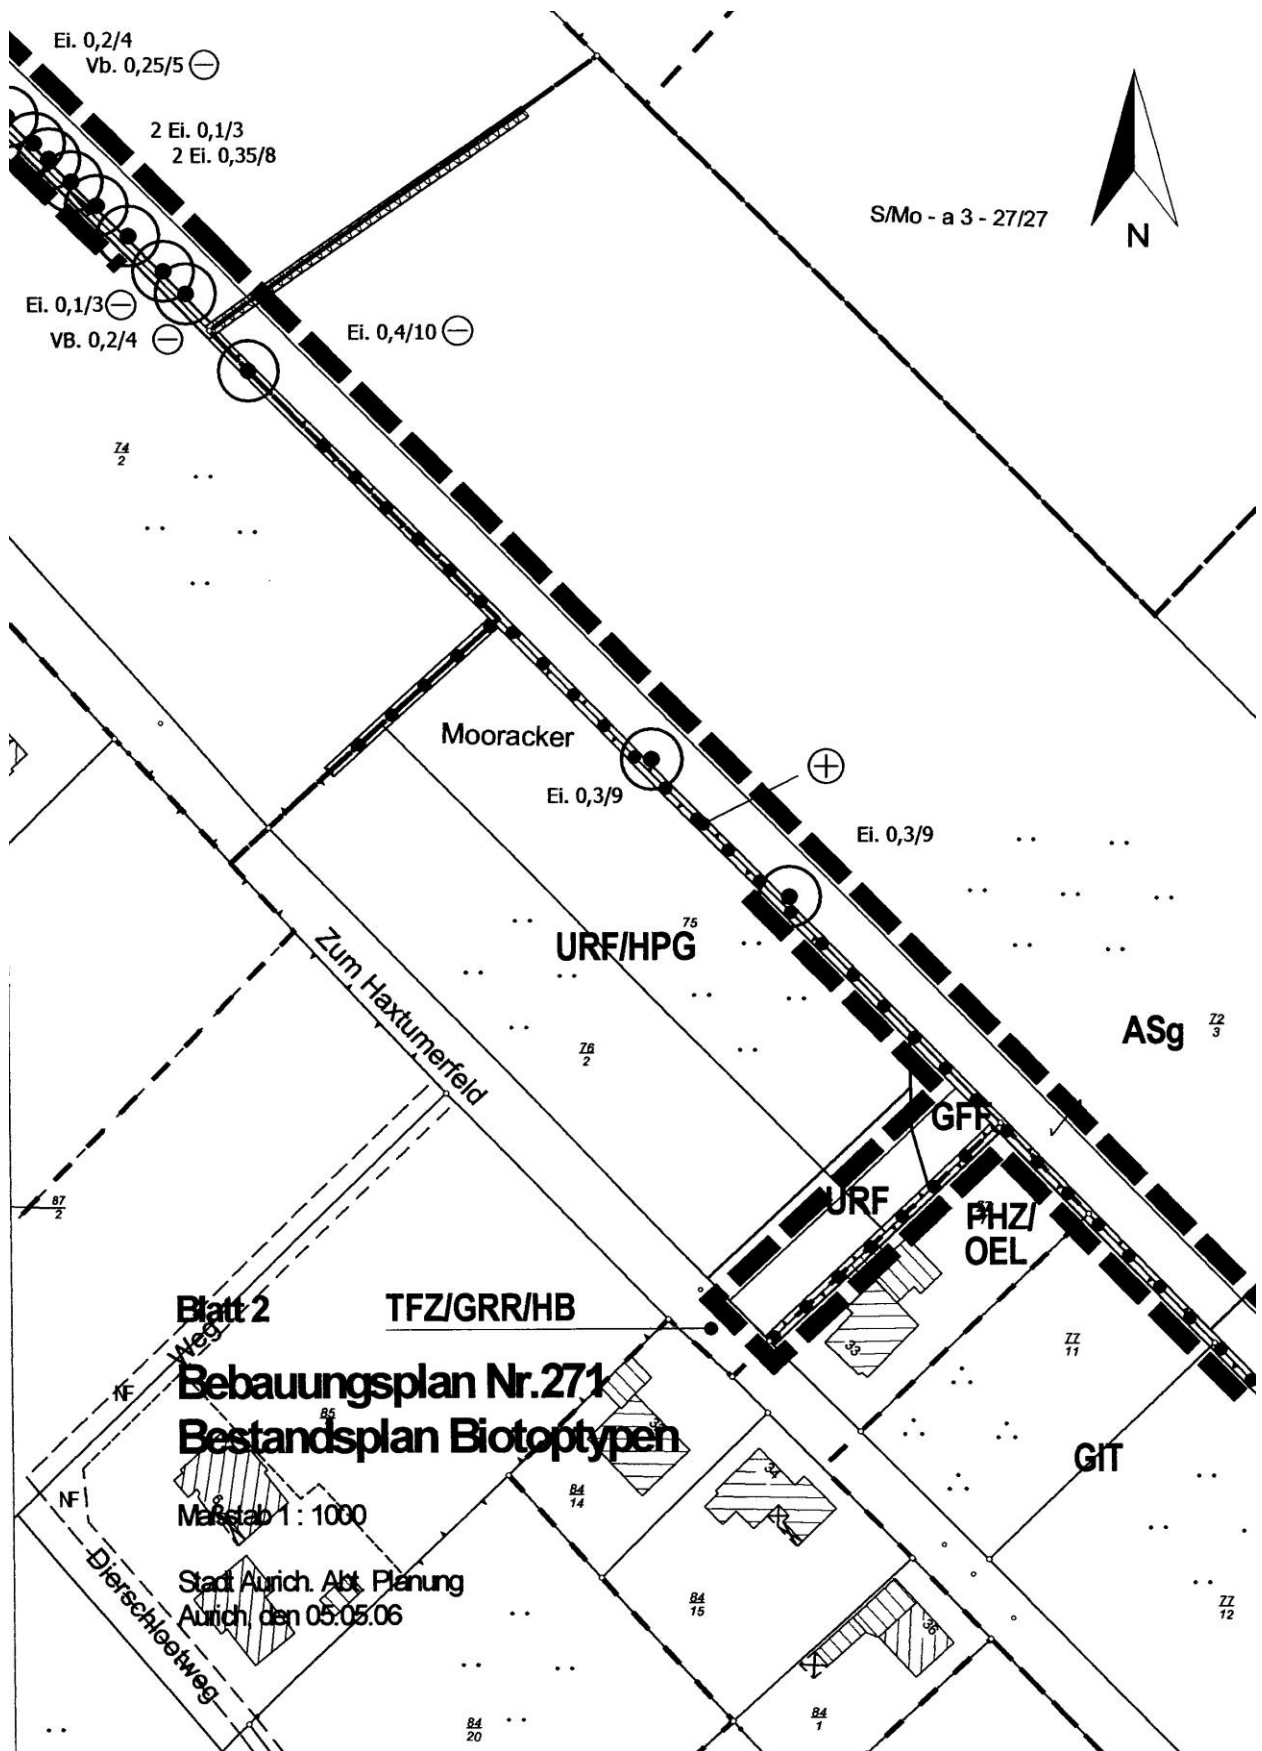 Ei. 0,2/4
Vb. 0,25/5
2 Ei. 0,1/3
2 Ei. 0,35/8
S/Mo - a 3 - 27/27
N
Ei. 0,1/3
VB. 0,2/4
Ei. 0,4/10
74
2
Mooracker
Ei. 0,3/9
Ei. 0,3/9
75
URF/HPG
Zum Haxtumerfeld
76
2
ASg
72
3
GFF
URF
PHZ/
OEL
87
2
Blatt 2
TFZ/GRR/HB
Weg
33
77
11
NF
Bebauungsplan Nr.271
85
Bestandsplan Biotoptypen
34
GIT
84
14
NF
Maßstab 1 : 1000
Dierschlootweg
Stadt Aurich. Abt. Planung
Aurich, den 05.05.06
84
15
36
77
12
84
20
84
1